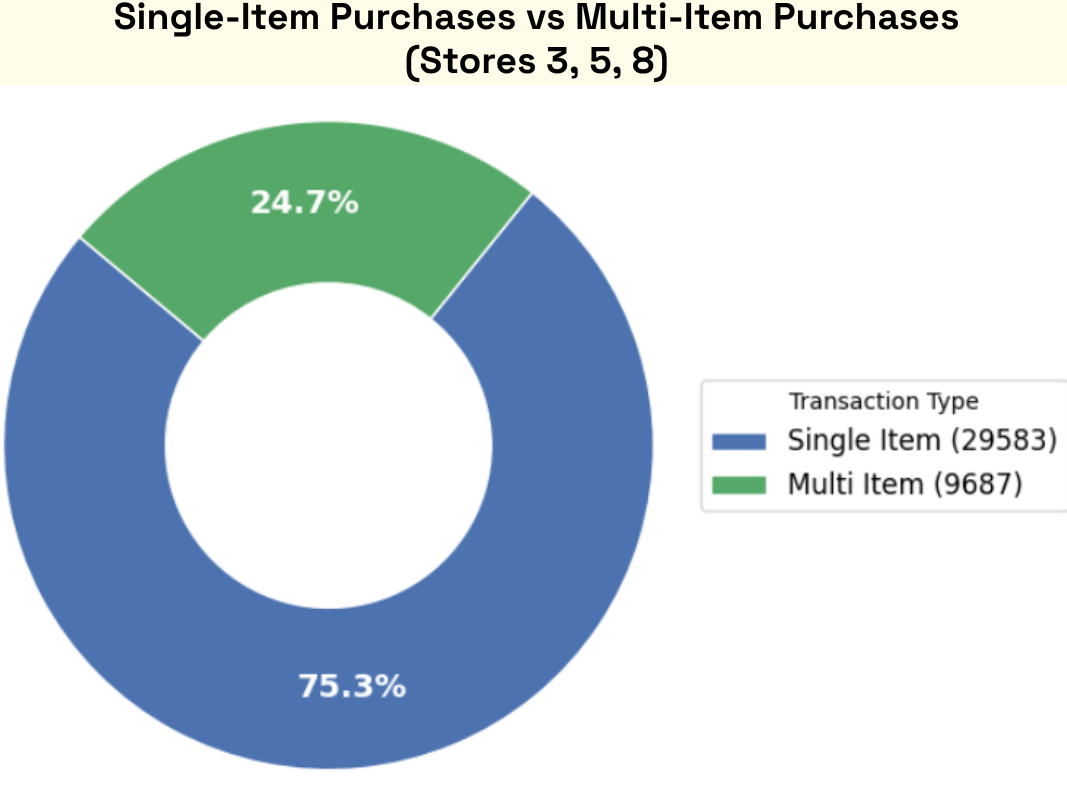 Single-Item Purchases vs Multi-Item Purchases
(Stores 3, 5, 8)
24.7%
75.3%
Transaction Type
Single Item (29583)
Multi Item (9687)